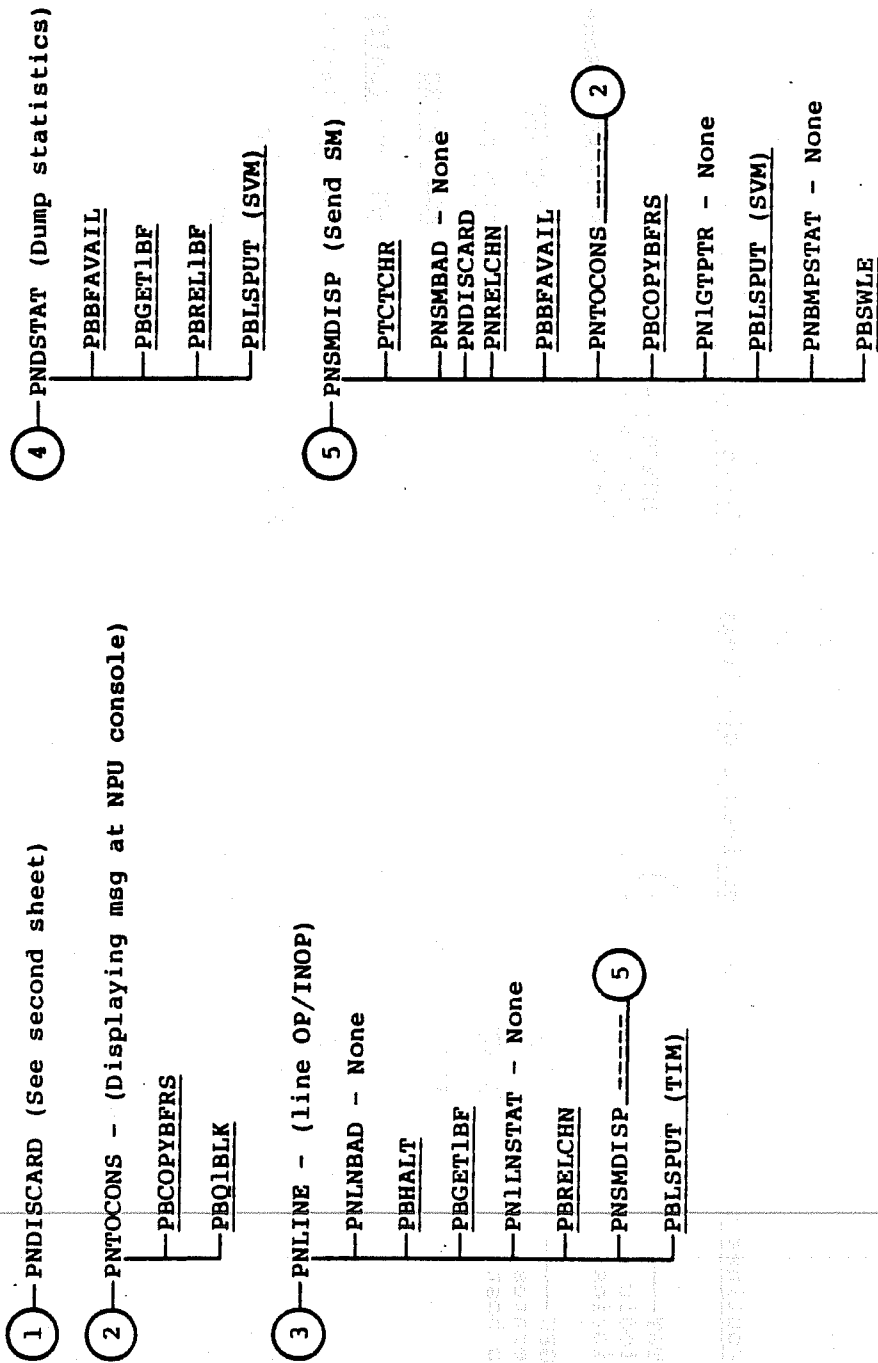 1 PNDISCARD (See second sheet)
2 PNTOCONS - (Displaying msg at NPU console)
PBCOPYBFRS
PBQ1BLK
3 PNLINE - (line OP/INOP)
PNLNBAD - None
PBHALT
PBGET1BF
PN1LNSTAT - None
PBRELCHN
PNSMDISP ----- 5
PBLSPUT (TIM)
4 PNDSTAT (Dump statistics)
PBBFAVAIL
PBGET1BF
PBREL1BF
PBLSPUT (SVM)
5 PNSMDISP (Send SM)
PTCTCHR
PNSMBAD - None
PNDISCARD
PNRELCHN
PBBFAVAIL
PNTOCONS ----- 2
PBCOPYBFRS
PN1GTPTR - None
PBLSPUT (SVM)
PNBMPSTAT - None
PBSWLE